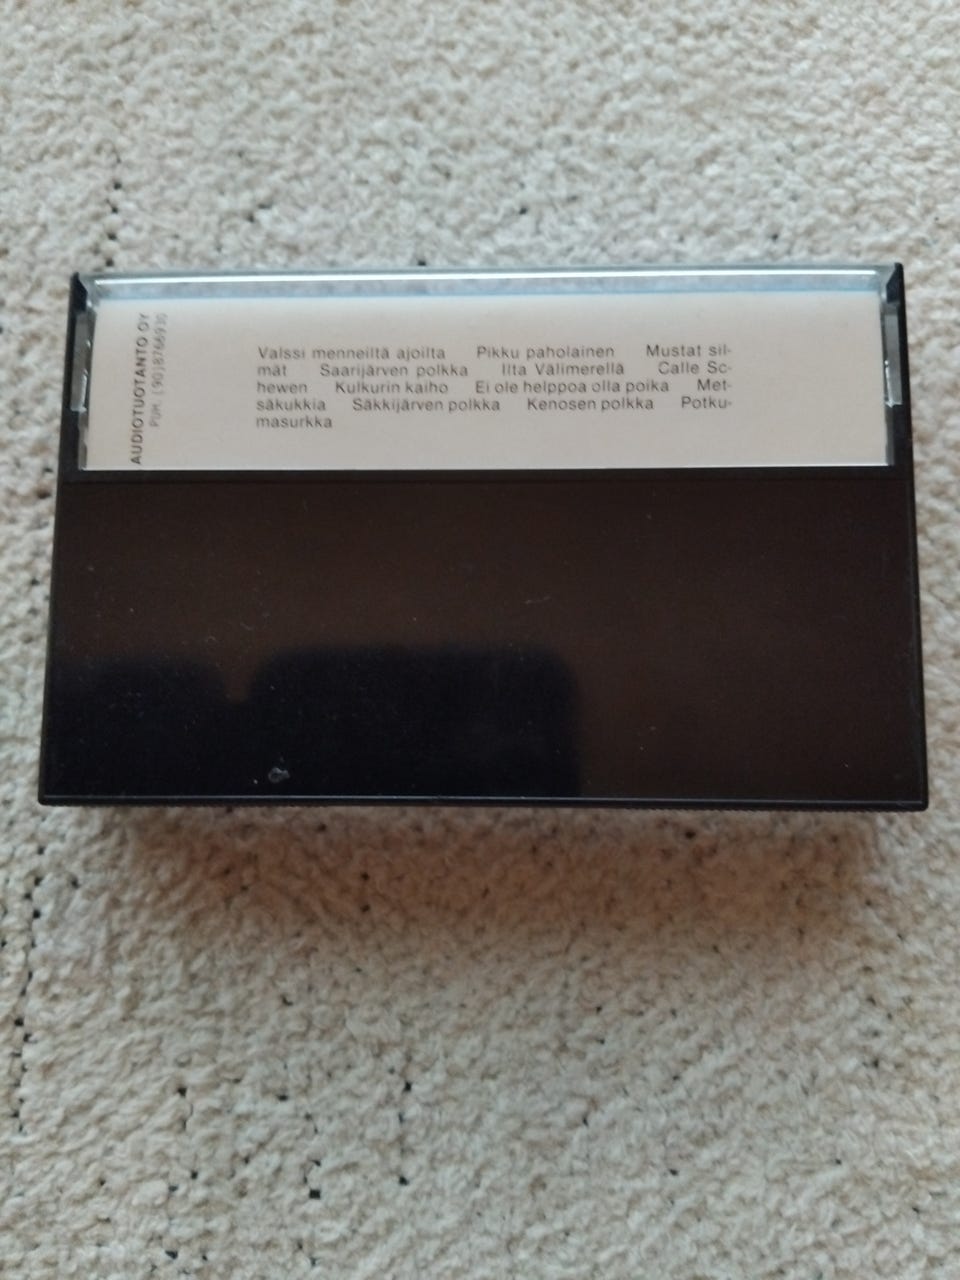 AUDIOTUOTANTO OY
PUH. (90)8766930
Valssi menneiltä ajoilta Pikku paholainen Mustat sil-
mät Saarijärven polkka Ilta Välimerellä Calle Sc-
hewen Kulkurin kaiho Ei ole helppoa olla poika Met-
säkukkia Säkkijärven polkka Kenosen polkka Potku-
masurkka